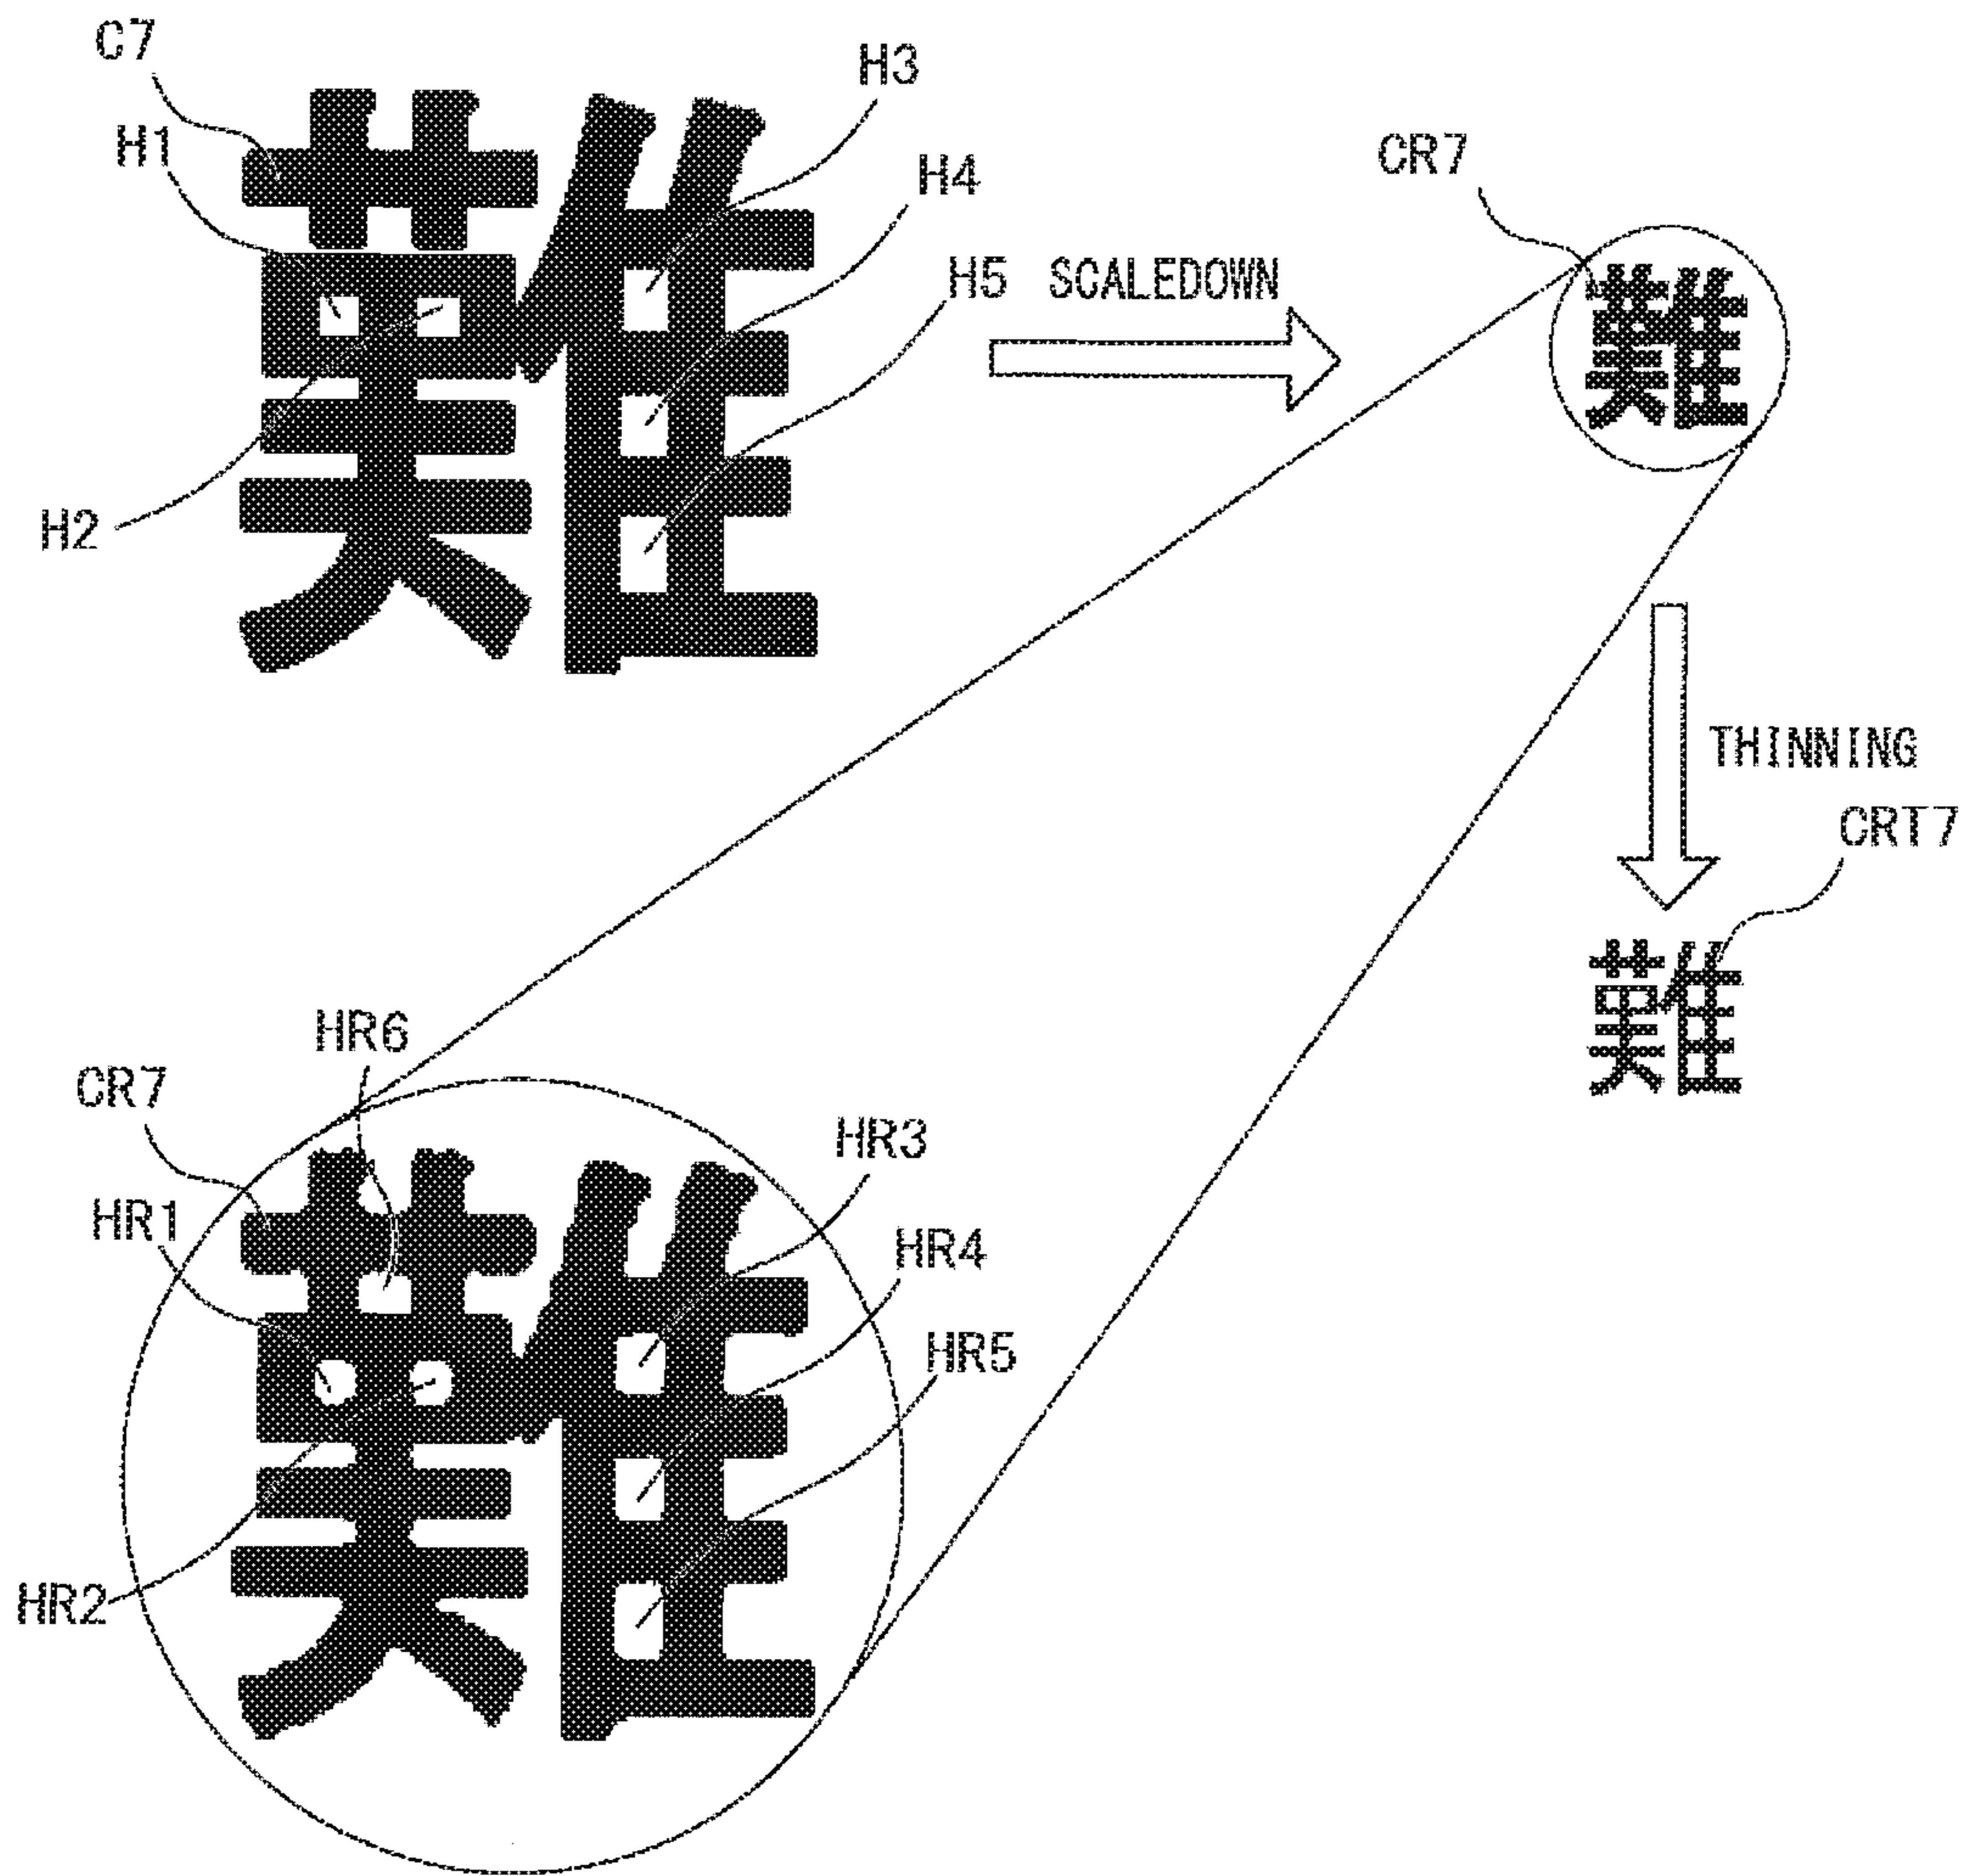 C7
H1
H2
H3
H4
H5
難
SCALEDOWN
CR7
難
THINNING
CRT7
難
HR6
CR7
HR1
HR2
HR3
HR4
HR5
難